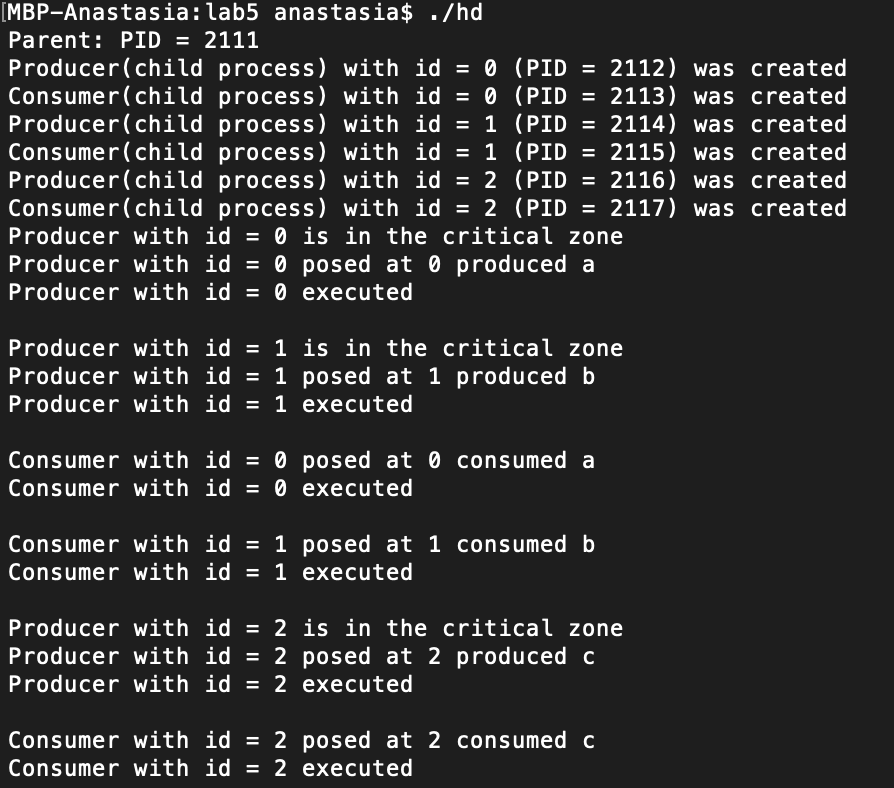 [MBP-Anastasia:lab5 anastasia$ ./hd
Parent: PID = 2111
Producer(child process) with id = 0 (PID = 2112) was created
Consumer(child process) with id = 0 (PID = 2113) was created
Producer(child process) with id = 1 (PID = 2114) was created
Consumer(child process) with id = 1 (PID = 2115) was created
Producer(child process) with id = 2 (PID = 2116) was created
Consumer(child process) with id = 2 (PID = 2117) was created
Producer with id = 0 is in the critical zone
Producer with id = 0 posed at 0 produced a
Producer with id = 0 executed
Producer with id = 1 is in the critical zone
Producer with id = 1 posed at 1 produced b
Producer with id = 1 executed
Consumer with id = 0 posed at 0 consumed a
Consumer with id = 0 executed
Consumer with id = 1 posed at 1 consumed b
Consumer with id = 1 executed
Producer with id = 2 is in the critical zone
Producer with id = 2 posed at 2 produced c
Producer with id = 2 executed
Consumer with id = 2 posed at 2 consumed c
Consumer with id = 2 executed